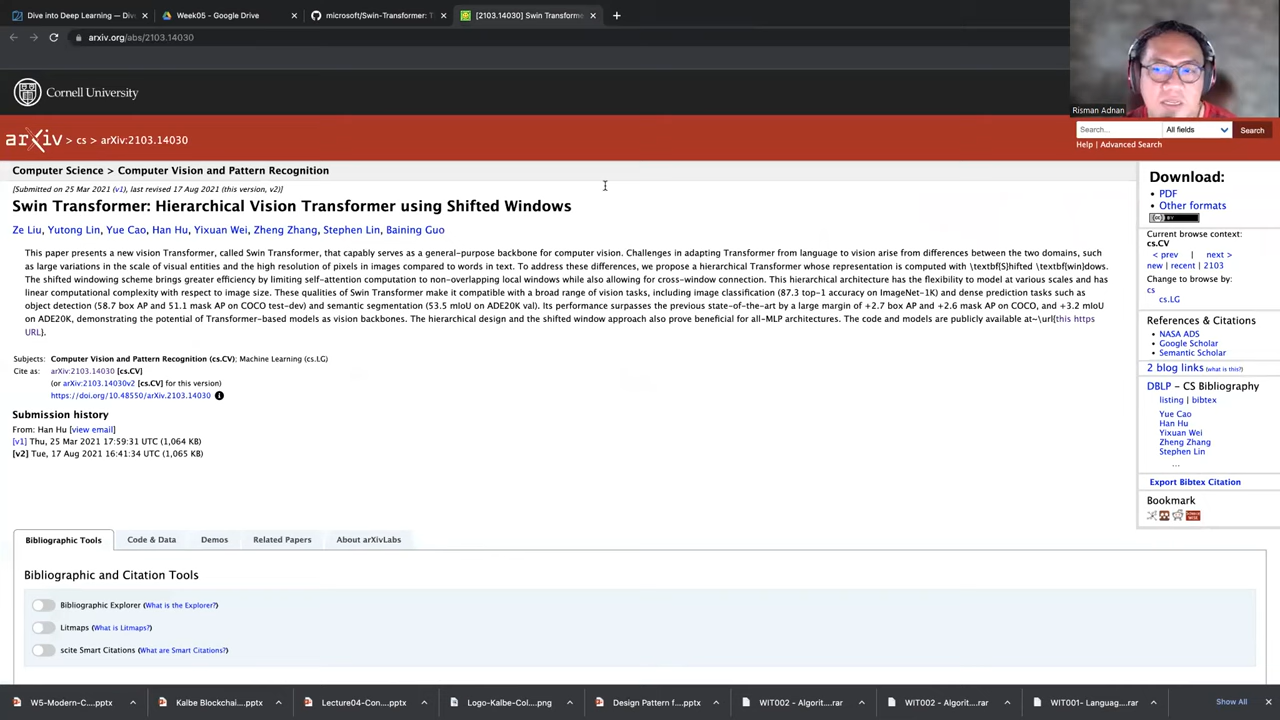 Dive into Deep Learning — Div
Week05 - Google Drive
microsoft/Swin-Transformer: T
[2103.14030] Swin Transforme
arxiv.org/abs/2103.14030
Risman Adnan
Cornell University
arXiv > cs > arXiv:2103.14030
Search...
All fields
Search
Help | Advanced Search
Computer Science > Computer Vision and Pattern Recognition
[Submitted on 25 Mar 2021 (v1), last revised 17 Aug 2021 (this version, v2)]
Swin Transformer: Hierarchical Vision Transformer using Shifted Windows
Ze Liu, Yutong Lin, Yue Cao, Han Hu, Yixuan Wei, Zheng Zhang, Stephen Lin, Baining Guo
This paper presents a new vision Transformer, called Swin Transformer, that capably serves as a general-purpose backbone for computer vision. Challenges in adapting Transformer from language to vision arise from differences between the two domains, such
as large variations in the scale of visual entities and the high resolution of pixels in images compared to words in text. To address these differences, we propose a hierarchical Transformer whose representation is computed with \textbf{S}hifted \textbf{win}dows.
The shifted windowing scheme brings greater efficiency by limiting self-attention computation to non-overlapping local windows while also allowing for cross-window connection. This hierarchical architecture has the flexibility to model at various scales and has
linear computational complexity with respect to image size. These qualities of Swin Transformer make it compatible with a broad range of vision tasks, including image classification (87.3 top-1 accuracy on ImageNet-1K) and dense prediction tasks such as
object detection (58.7 box AP and 51.1 mask AP on COCO test-dev) and semantic segmentation (53.5 mIoU on ADE20K val). Its performance surpasses the previous state-of-the-art by a large margin of +2.7 box AP and +2.6 mask AP on COCO, and +3.2 mIoU
on ADE20K, demonstrating the potential of Transformer-based models as vision backbones. The hierarchical design and the shifted window approach also prove beneficial for all-MLP architectures. The code and models are publicly available at~\url{this https
URL}.
Subjects: Computer Vision and Pattern Recognition (cs.CV); Machine Learning (cs.LG)
Cite as: arXiv:2103.14030 [cs.CV]
(or arXiv:2103.14030v2 [cs.CV] for this version)
https://doi.org/10.48550/arXiv.2103.14030
Submission history
From: Han Hu [view email]
[v1] Thu, 25 Mar 2021 17:59:31 UTC (1,064 KB)
[v2] Tue, 17 Aug 2021 16:41:34 UTC (1,065 KB)
Download:
PDF
Other formats
Current browse context:
cs.CV
< prev | next >
new | recent | 2103
Change to browse by:
cs
cs.LG
References & Citations
NASA ADS
Google Scholar
Semantic Scholar
2 blog links (what is this?)
DBLP - CS Bibliography
listing | bibtex
Yue Cao
Han Hu
Yixuan Wei
Zheng Zhang
Stephen Lin
...
Export Bibtex Citation
Bookmark
Bibliographic Tools
Code & Data
Demos
Related Papers
About arXivLabs
Bibliographic and Citation Tools
Bibliographic Explorer (What is the Explorer?)
Litmaps (What is Litmaps?)
scite Smart Citations (What are Smart Citations?)
W5-Modern-C....pptx
Kalbe Blockchai....pptx
Lecture04-Con....pptx
Logo-Kalbe-Col....png
Design Pattern f....pptx
WIT002 - Algorit....rar
WIT002 - Algorit....rar
WIT001- Languag....rar
Show All